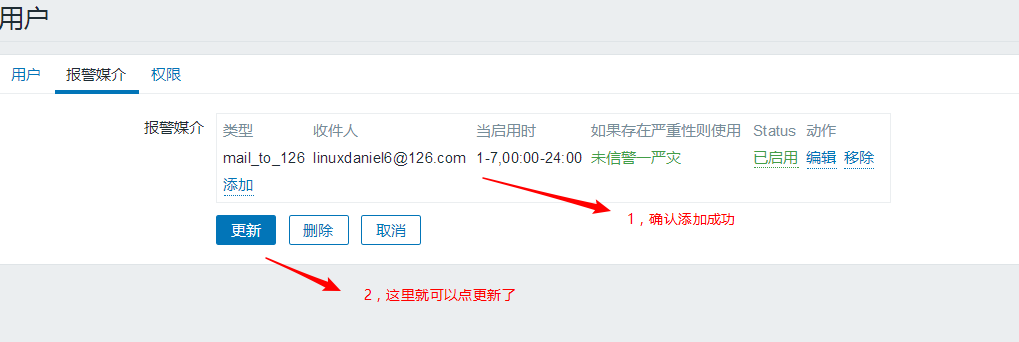 用户
用户 报警媒介 权限
报警媒介 类型 收件人 当启用时 如果存在严重性则使用 Status 动作
mail_to_126 linuxdaniel6@126.com 1-7,00:00-24:00 未信警一严灾 已启用 编辑 移除
添加
1，确认添加成功
更新 删除 取消
2，这里就可以点更新了